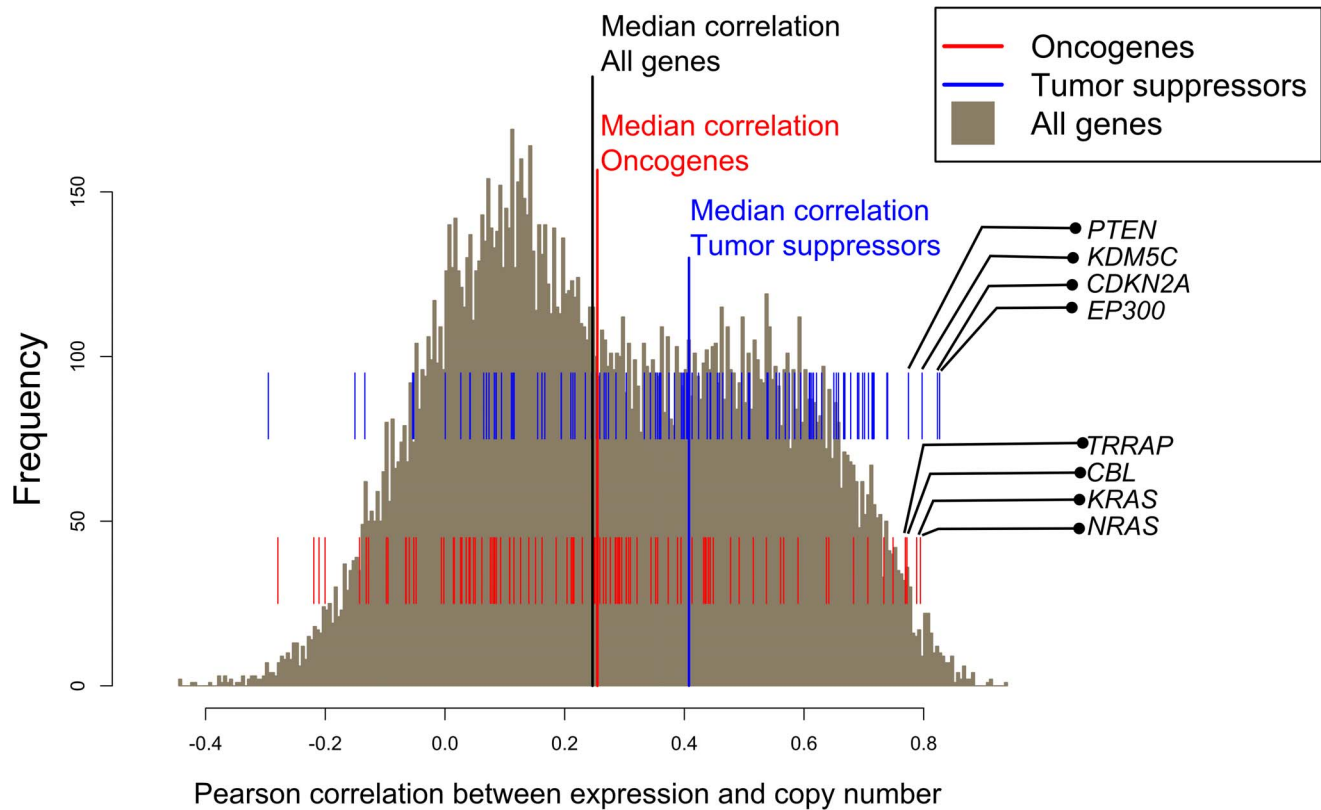 Median correlation
All genes
Median correlation
Oncogenes
Median correlation
Tumor suppressors
Oncogenes
Tumor suppressors
All genes
PTEN
KDM5C
CDKN2A
EP300
TRRAP
CBL
KRAS
NRAS
Frequency
150
100
50
0
-0.4 -0.2 0.0 0.2 0.4 0.6 0.8
Pearson correlation between expression and copy number